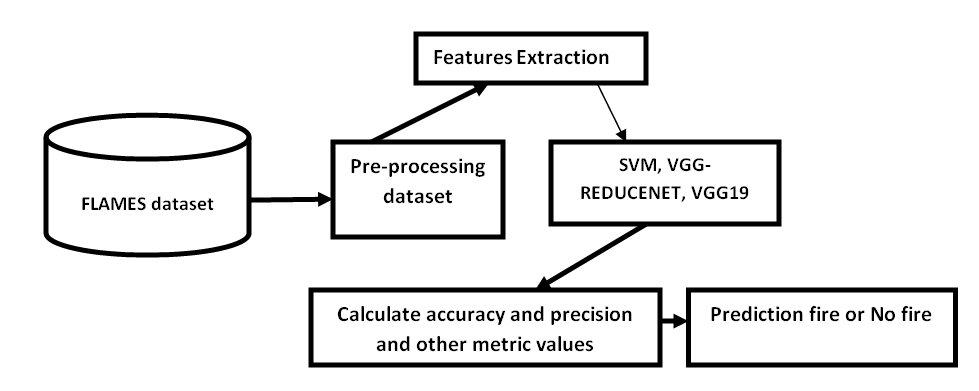 Features Extraction
Pre-processing
dataset
FLAMES dataset
SVM, VGG-
REDUCENET, VGG19
Calculate accuracy and precision
and other metric values
Prediction fire or No fire